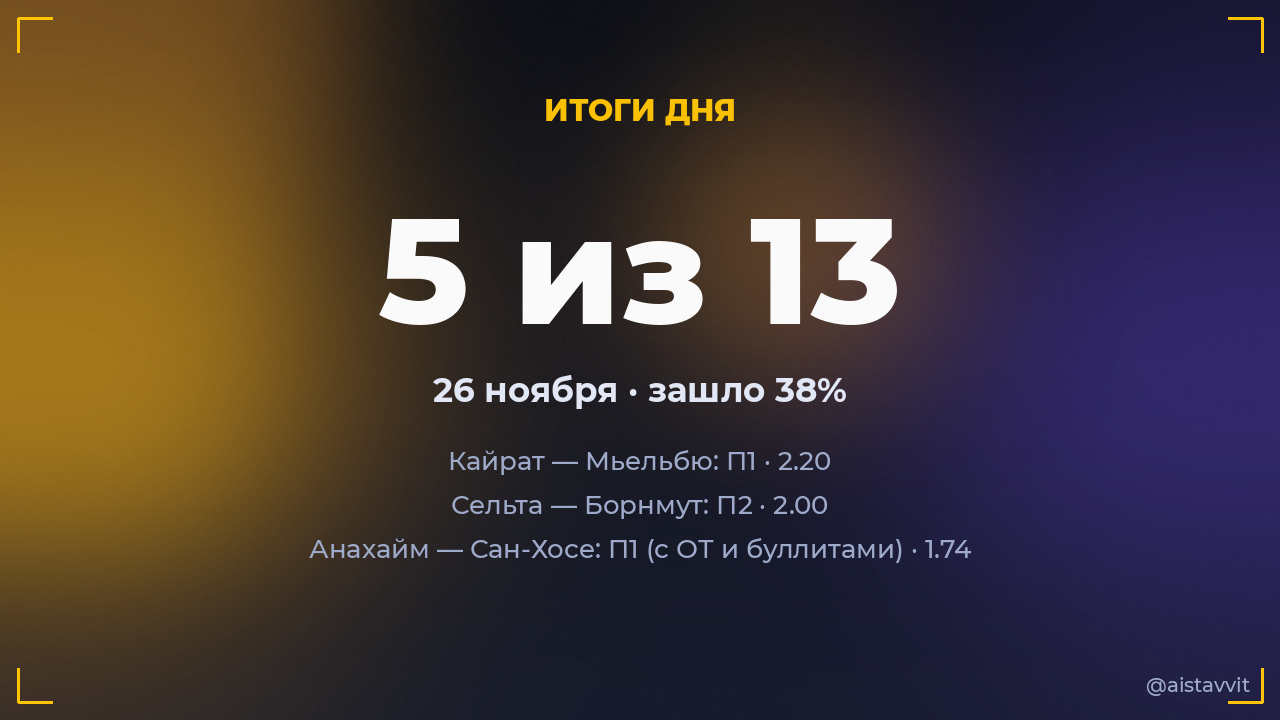 ИТОГИ ДНЯ
5 из 13
26 ноября · зашло 38%
Кайрат — Мьельбю: П1 · 2.20
Сельта — Борнмут: П2 · 2.00
Анахайм — Сан-Хосе: П1 (с ОТ и буллитами) · 1.74
@aistavvit